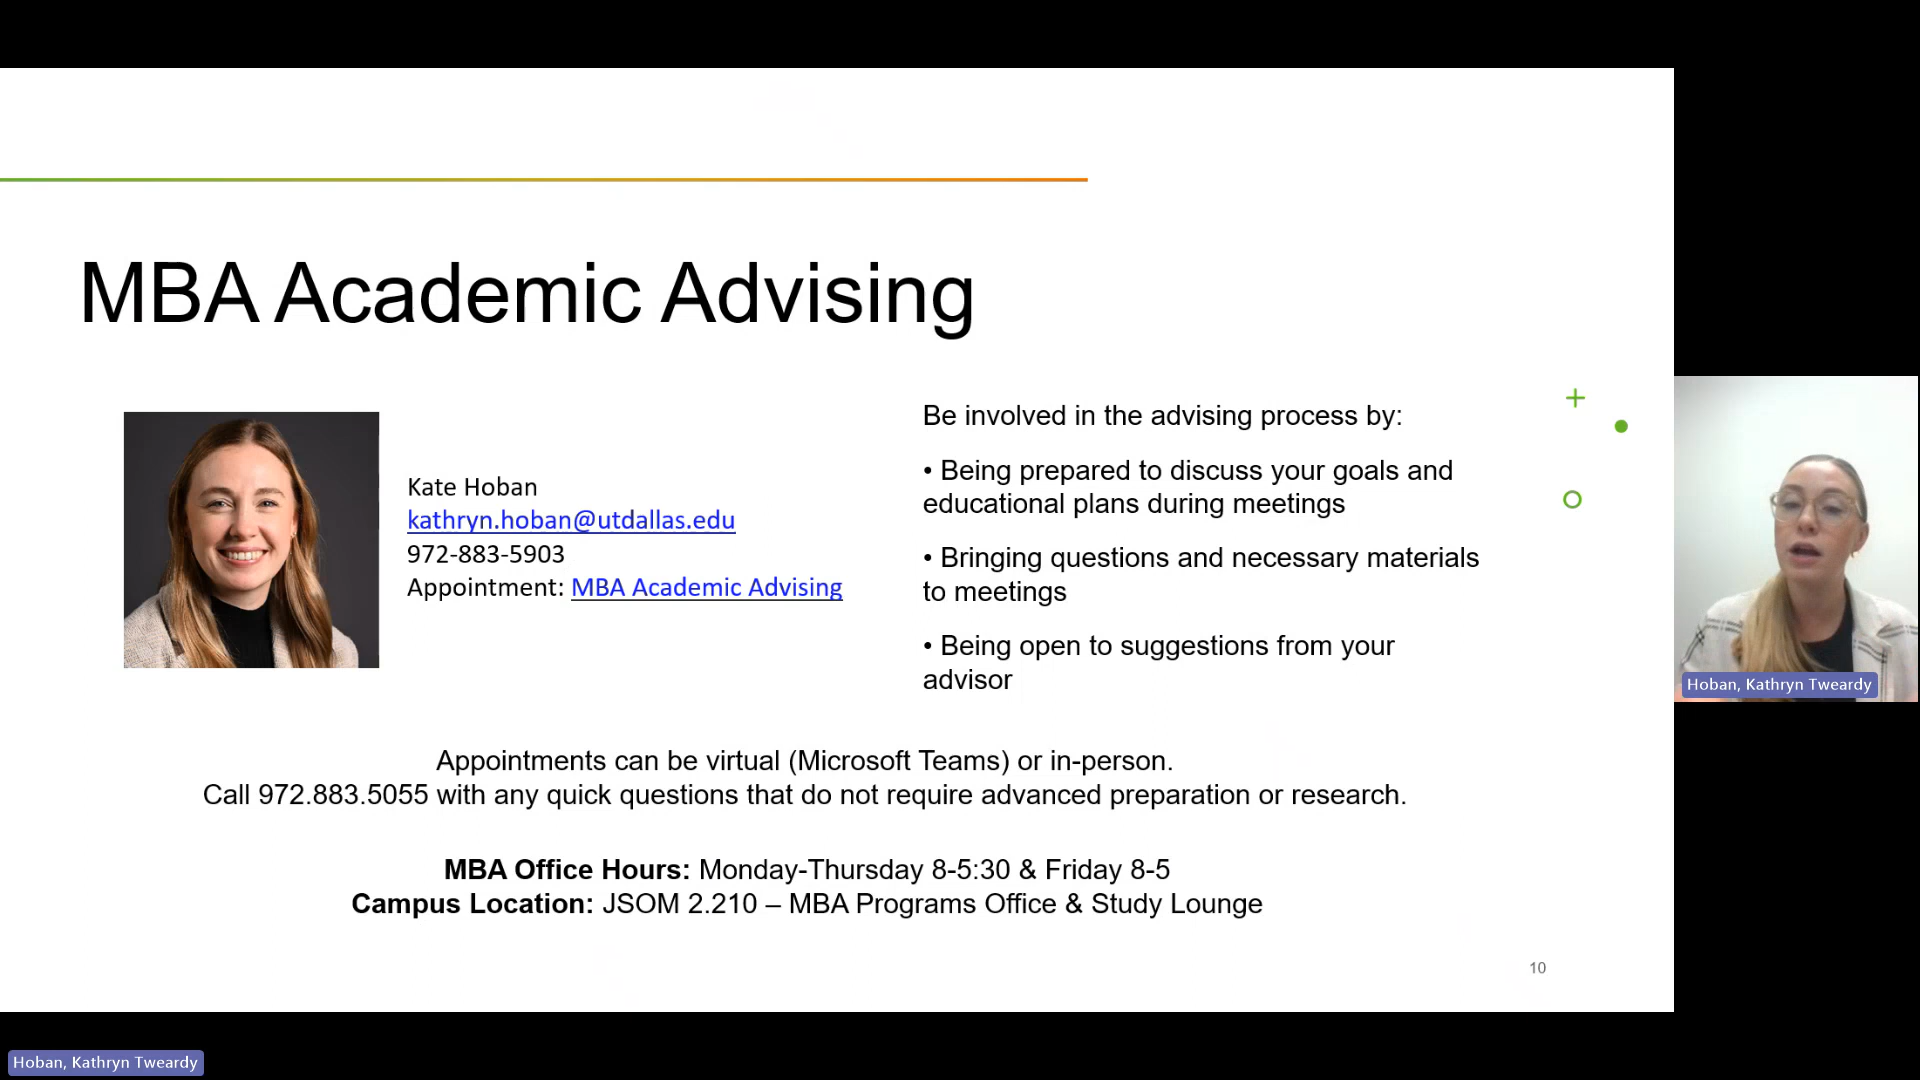 MBA Academic Advising
Kate Hoban
kathryn.hoban@utdallas.edu
972-883-5903
Appointment: MBA Academic Advising
Be involved in the advising process by:
• Being prepared to discuss your goals and
educational plans during meetings
• Bringing questions and necessary materials
to meetings
• Being open to suggestions from your
advisor
Appointments can be virtual (Microsoft Teams) or in-person.
Call 972.883.5055 with any quick questions that do not require advanced preparation or research.
MBA Office Hours: Monday-Thursday 8-5:30 & Friday 8-5
Campus Location: JSOM 2.210 – MBA Programs Office & Study Lounge
10
Hoban, Kathryn Tweardy
Hoban, Kathryn Tweardy